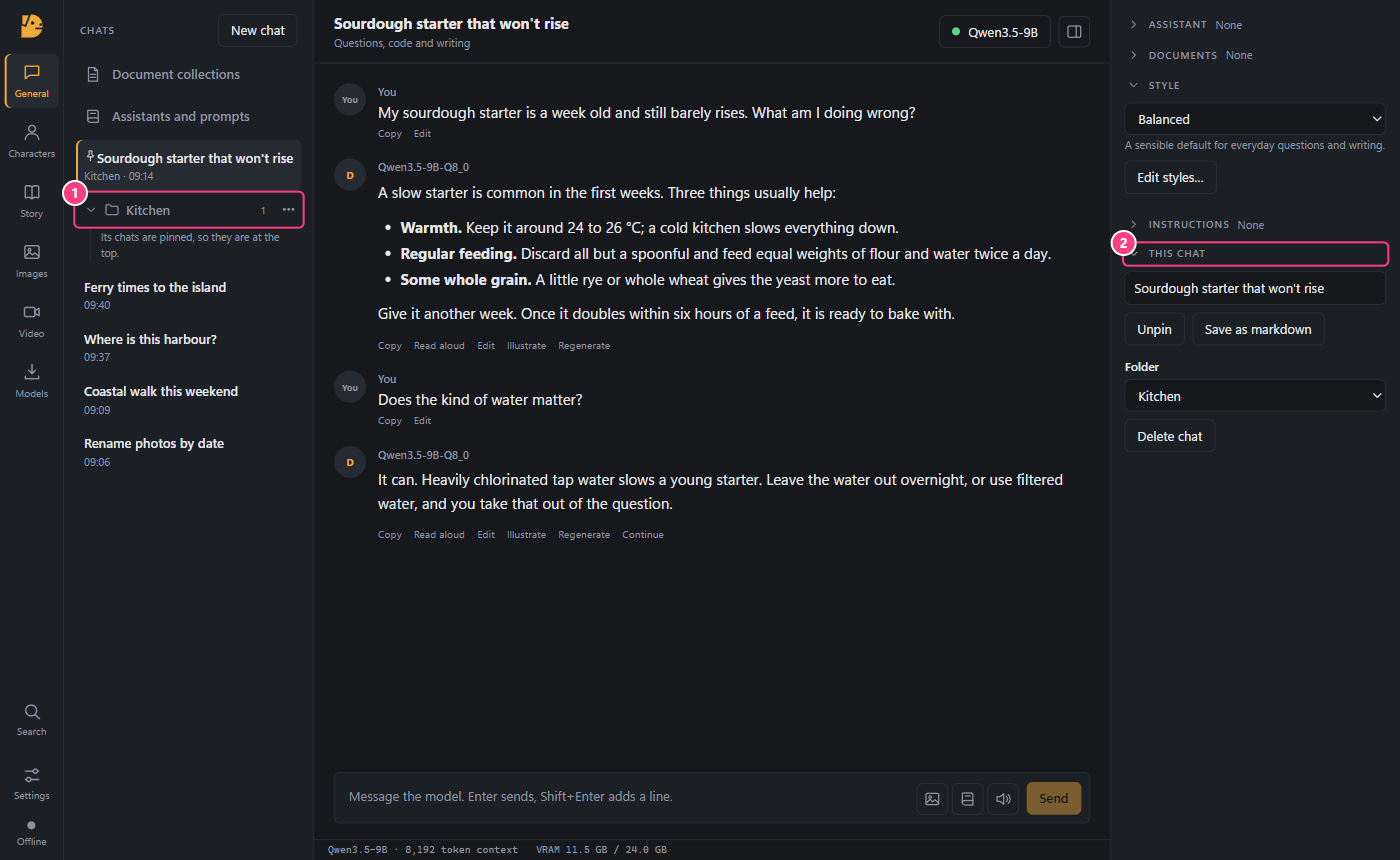 General
Characters
Story
Images
Video
Models
Search
Settings
Offline
CHATS
New chat
Document collections
Assistants and prompts
Sourdough starter that won't rise
Kitchen · 09:14
1
Kitchen 1
Its chats are pinned, so they are at the
top.
Ferry times to the island
09:40
Where is this harbour?
09:37
Coastal walk this weekend
09:09
Rename photos by date
09:06
Sourdough starter that won't rise
Questions, code and writing
Qwen3.5-9B
You
You
My sourdough starter is a week old and still barely rises. What am I doing wrong?
Copy Edit
D
Qwen3.5-9B-Q8_0
A slow starter is common in the first weeks. Three things usually help:
• Warmth. Keep it around 24 to 26 °C; a cold kitchen slows everything down.
• Regular feeding. Discard all but a spoonful and feed equal weights of flour and water twice a day.
• Some whole grain. A little rye or whole wheat gives the yeast more to eat.
Give it another week. Once it doubles within six hours of a feed, it is ready to bake with.
Copy Read aloud Edit Illustrate Regenerate
You
You
Does the kind of water matter?
Copy Edit
D
Qwen3.5-9B-Q8_0
It can. Heavily chlorinated tap water slows a young starter. Leave the water out overnight, or use filtered
water, and you take that out of the question.
Copy Read aloud Edit Illustrate Regenerate Continue
Message the model. Enter sends, Shift+Enter adds a line.
Send
Qwen3.5-9B · 8,192 token context VRAM 11.5 GB / 24.0 GB
ASSISTANT None
DOCUMENTS None
STYLE
Balanced
A sensible default for everyday questions and writing.
Edit styles...
INSTRUCTIONS None
2
THIS CHAT
Sourdough starter that won't rise
Unpin Save as markdown
Folder
Kitchen
Delete chat